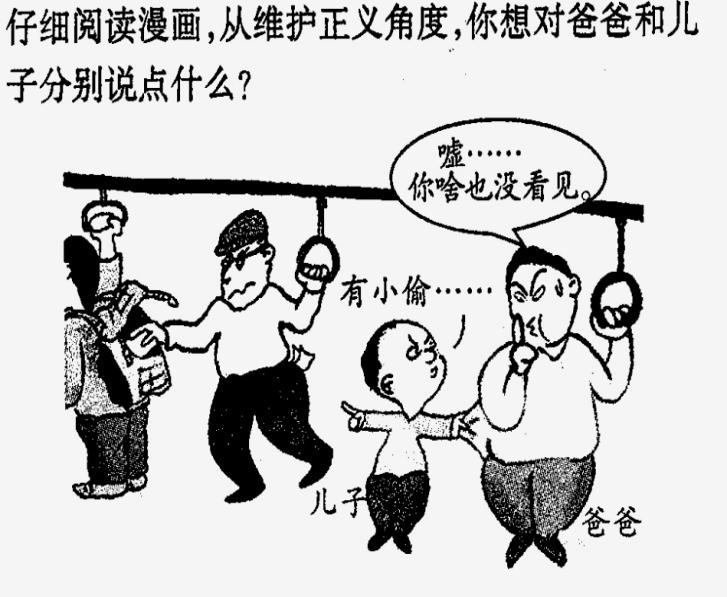 仔细阅读漫画,从维护正义角度,你想对爸爸和儿
子分别说点什么?
嘘……
你啥也没看见。
有小偷……
儿子
爸爸